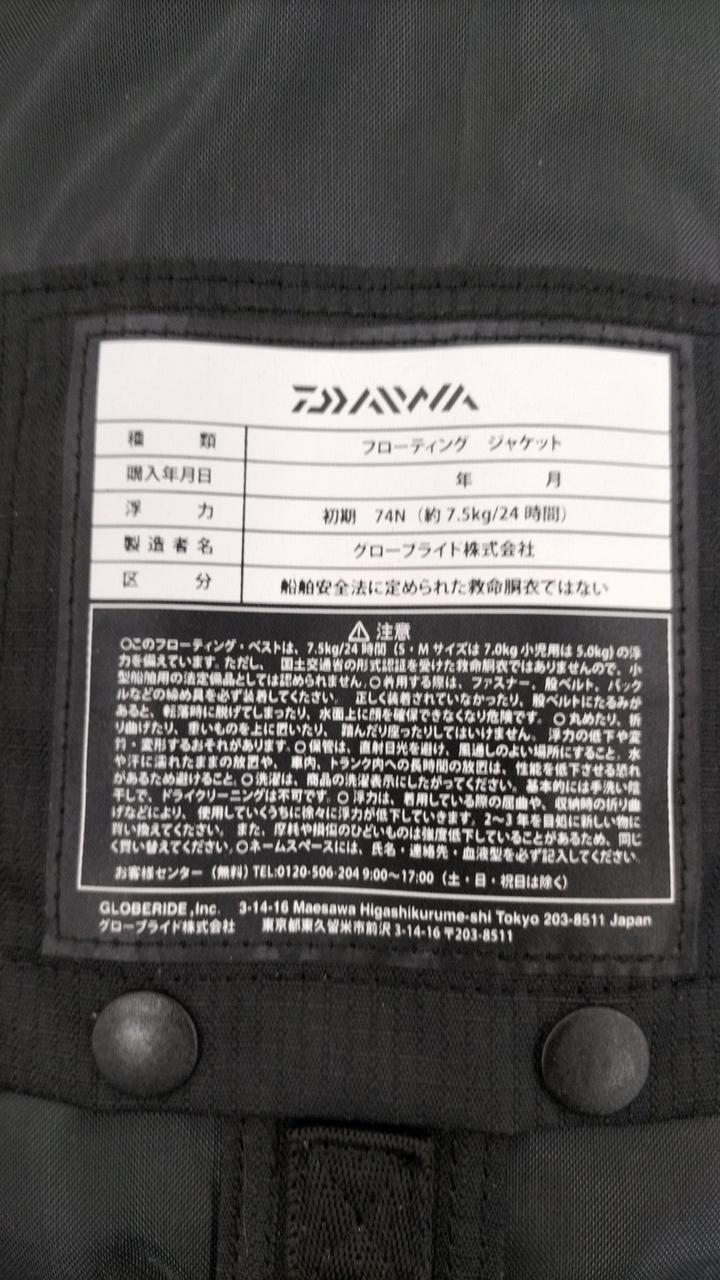 DAIWA
種類 フローティング ジャケット
購入年月日 年 月
浮力 初期 74N（約7.5kg/24時間）
製造者名 グローブライド株式会社
区分 船舶安全法に定められた救命胴衣ではない
⚠注意
○このフローティング・ベストは、7.5kg/24時間（S・Mサイズは7.0kg 小児用は5.0kg）の浮
力を備えています。ただし、 国土交通省の形式認証を受けた救命胴衣ではありませんので、小
型船舶用の法定備品としては認められません。○着用する際は、ファスナー、股ベルト、バック
ルなどの締め具を必ず装着してください。 正しく装着されていなかったり、股ベルトにたるみが
あると、転落時に脱げてしまったり、水面上に顔を確保できなくなり危険です。○丸めたり、折
り曲げたり、重いものを上に置いたり、 踏んだり座ったりしてはいけません。浮力の低下や変
質・変形するおそれがあります。○保管は、直射日光を避け、風通しのよい場所にすること。水
や汗に濡れたままの放置や、 車内、トランク内への長時間の放置は、性能を低下させる恐れ
があるため避けること。○洗濯は、商品の洗濯表示にしたがってください。基本的には手洗い陰
干しで、ドライクリーニングは不可です。○浮力は、着用している際の屈曲や、収納時の折り曲
げなどにより、使用していくうちに徐々に浮力が低下していきます。2～3年を目処に新しい物に
買い換えてください。 また、摩耗や損傷のひどいものは強度低下していることがあるため、同じ
く買い替えてください。○ネームスペースには、氏名・連絡先・血液型を必ず記入してください。
お客様センター（無料）TEL:0120-506-204 9:00～17:00（土・日・祝日は除く）
GLOBERIDE,Inc. 3-14-16 Maesawa Higashikurume-shi Tokyo 203-8511 Japan
グローブライド株式会社 東京都東久留米市前沢3-14-16 〒203-8511